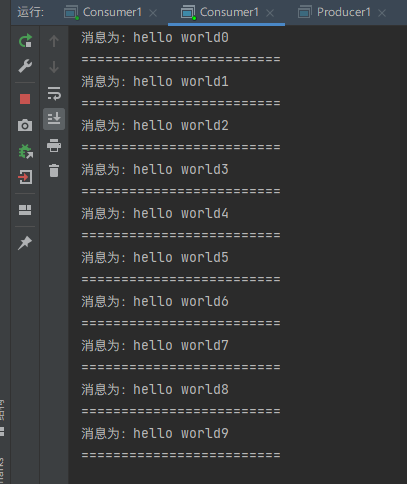 运行: Consumer1 × Consumer1 × Producer1 ×
消息为: hello world0
=========================
消息为: hello world1
=========================
消息为: hello world2
=========================
消息为: hello world3
=========================
消息为: hello world4
=========================
消息为: hello world5
=========================
消息为: hello world6
=========================
消息为: hello world7
=========================
消息为: hello world8
=========================
消息为: hello world9
=========================